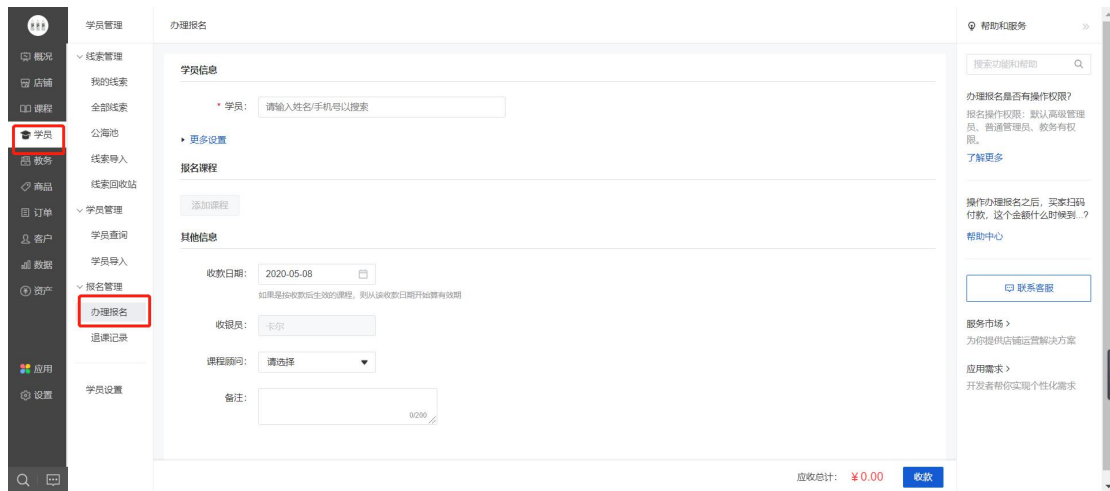 学员管理
办理报名
帮助和服务
概况
店铺
课程
学员
教务
商品
订单
客户
数据
资产
应用
设置
线索管理
我的线索
全部线索
公海池
线索导入
线索回收站
学员管理
学员查询
学员导入
报名管理
办理报名
退课记录
学员设置
学员信息
* 学员：
请输入姓名/手机号以搜索
更多设置
报名课程
添加课程
其他信息
收款日期：
2020-05-08
如果是按收款后生效的课程，则从该收款日期开始算有效期
收银员：
卡尔
课程顾问：
请选择
备注：
0/200
应收总计：
¥0.00
收款
搜索功能和帮助
办理报名是否有操作权限?
报名操作权限：默认高级管理
员、普通管理员、教务有权
限。
了解更多
操作办理报名之后，买家扫码
付款，这个金额什么时候到...?
帮助中心
联系客服
服务市场 >
为你提供店铺运营解决方案
应用需求 >
开发者帮你实现个性化需求